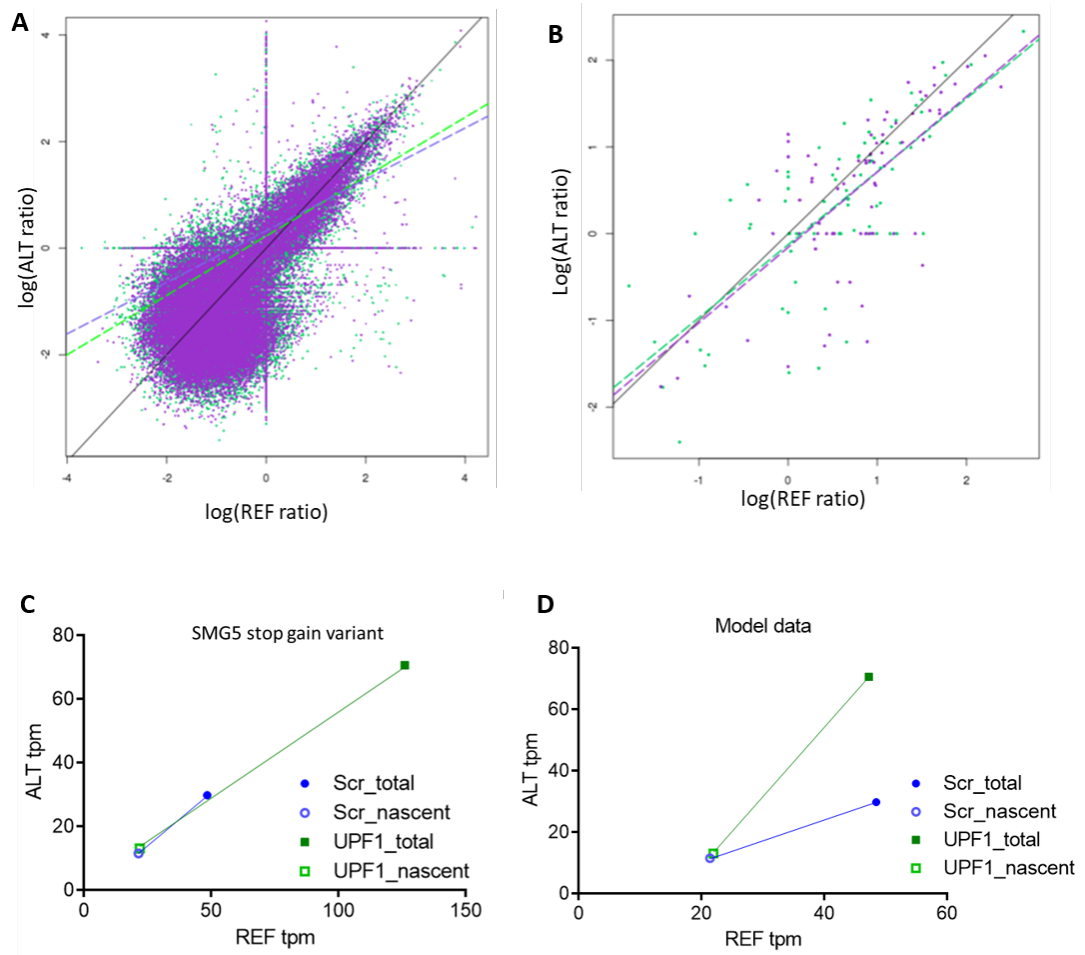 A
4
2
0
-2
-4
-2
0
2
4
log(ALT ratio)
log(REF ratio)
B
2
1
0
-1
-2
-1
0
1
2
Log(ALT ratio)
log(REF ratio)
C
SMG5 stop gain variant
80
60
40
20
0
0
50
100
150
ALT tpm
REF tpm
Scr_total
Scr_nascent
UPF1_total
UPF1_nascent
D
Model data
80
60
40
20
0
0
20
40
60
ALT tpm
REF tpm
Scr_total
Scr_nascent
UPF1_total
UPF1_nascent